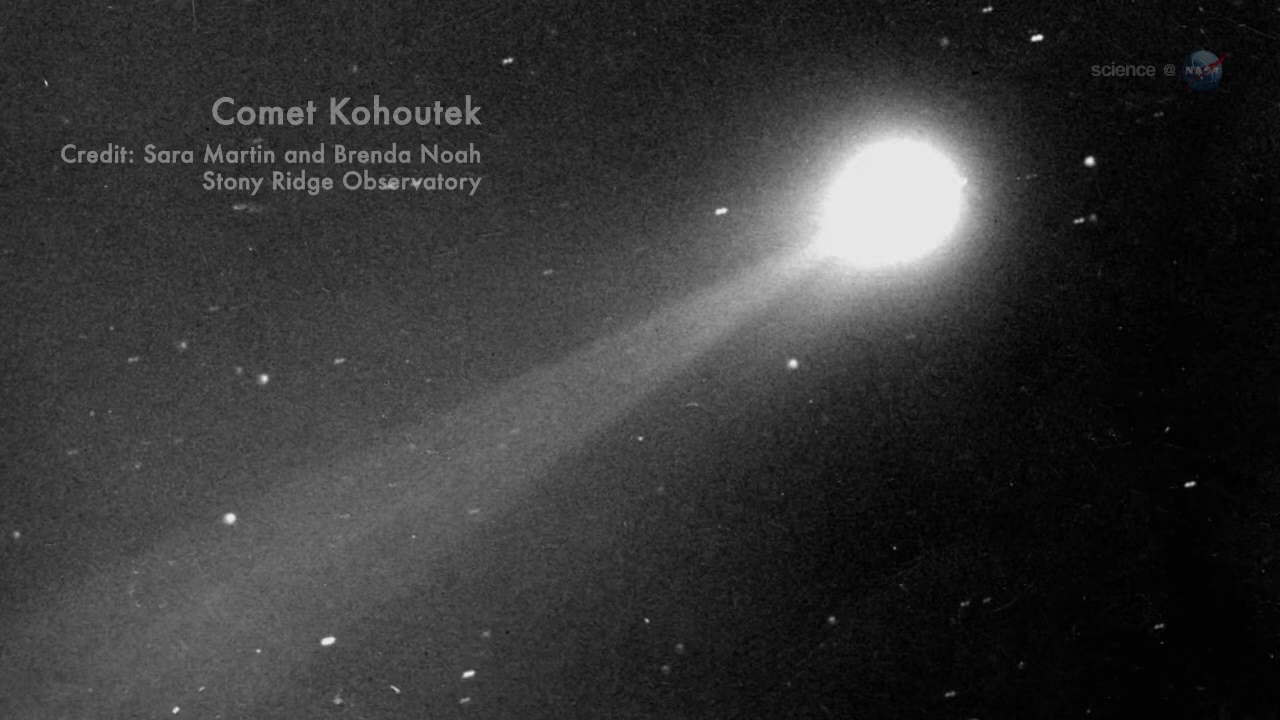 Comet Kohoutek
science @ NASA
Credit: Sara Martin and Brenda Noah
Stony Ridge Observatory